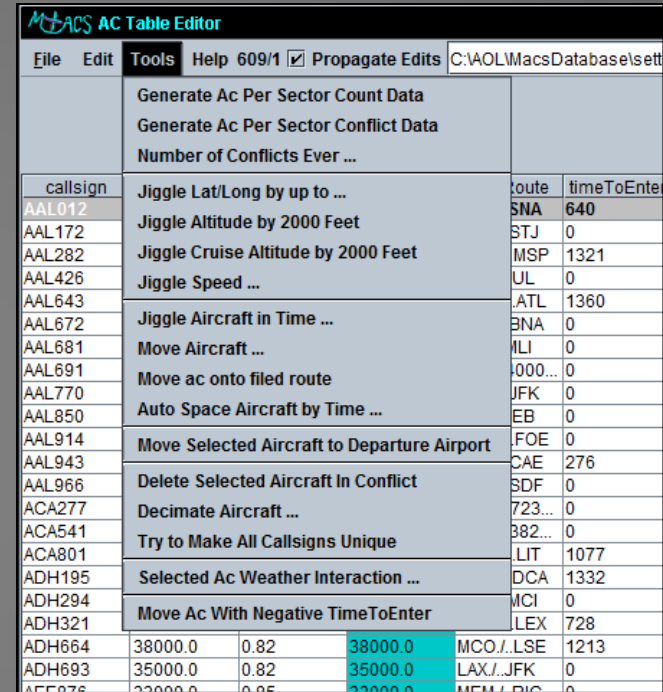 MACS AC Table Editor
File Edit Tools Help 609/1 Propagate Edits C:\AOL\MacsDatabase\sett
Generate Ac Per Sector Count Data
Generate Ac Per Sector Conflict Data
Number of Conflicts Ever ...
callsign Route timeToEnter
Jiggle Lat/Long by up to ...
AAL012 SNA 640
Jiggle Altitude by 2000 Feet
AAL172 STJ 0
Jiggle Cruise Altitude by 2000 Feet
AAL282 MSP 1321
Jiggle Speed ...
AAL426 UL 0
AAL643 .ATL 1360
Jiggle Aircraft in Time ...
AAL672 BNA 0
Move Aircraft ...
AAL681 MLI 0
Move ac onto filed route
AAL691 4000... 0
AAL770 JFK 0
Auto Space Aircraft by Time ...
AAL850 EB 0
AAL914 .FOE 0
Move Selected Aircraft to Departure Airport
AAL943 CAE 276
Delete Selected Aircraft In Conflict
AAL966 SDF 0
ACA277 723... 0
Decimate Aircraft ...
ACA541 382... 0
Try to Make All Callsigns Unique
ACA801 .LIT 1077
Selected Ac Weather Interaction ...
ADH195 DCA 1332
ADH294 MCI 0
Move Ac With Negative TimeToEnter
ADH321 .LEX 728
ADH664 38000.0 0.82 38000.0 MCO./..LSE 1213
ADH693 35000.0 0.82 35000.0 LAX./..JFK 0